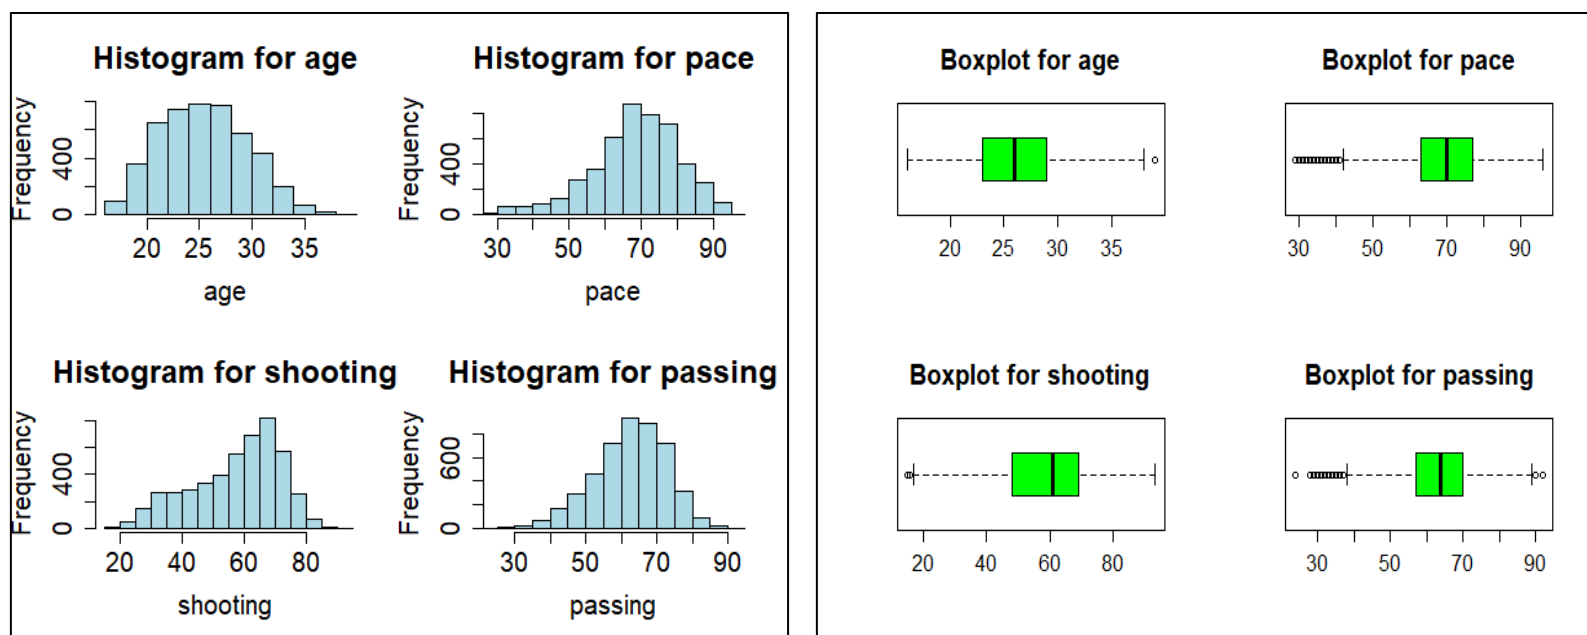 Histogram for age
Frequency
0
400
20 25 30 35
age
Histogram for pace
Frequency
0
400
30 50 70 90
pace
Histogram for shooting
Frequency
0
400
20 40 60 80
shooting
Histogram for passing
Frequency
0
600
30 50 70 90
passing
Boxplot for age
20 25 30 35
Boxplot for pace
30 50 70 90
Boxplot for shooting
20 40 60 80
Boxplot for passing
30 50 70 90